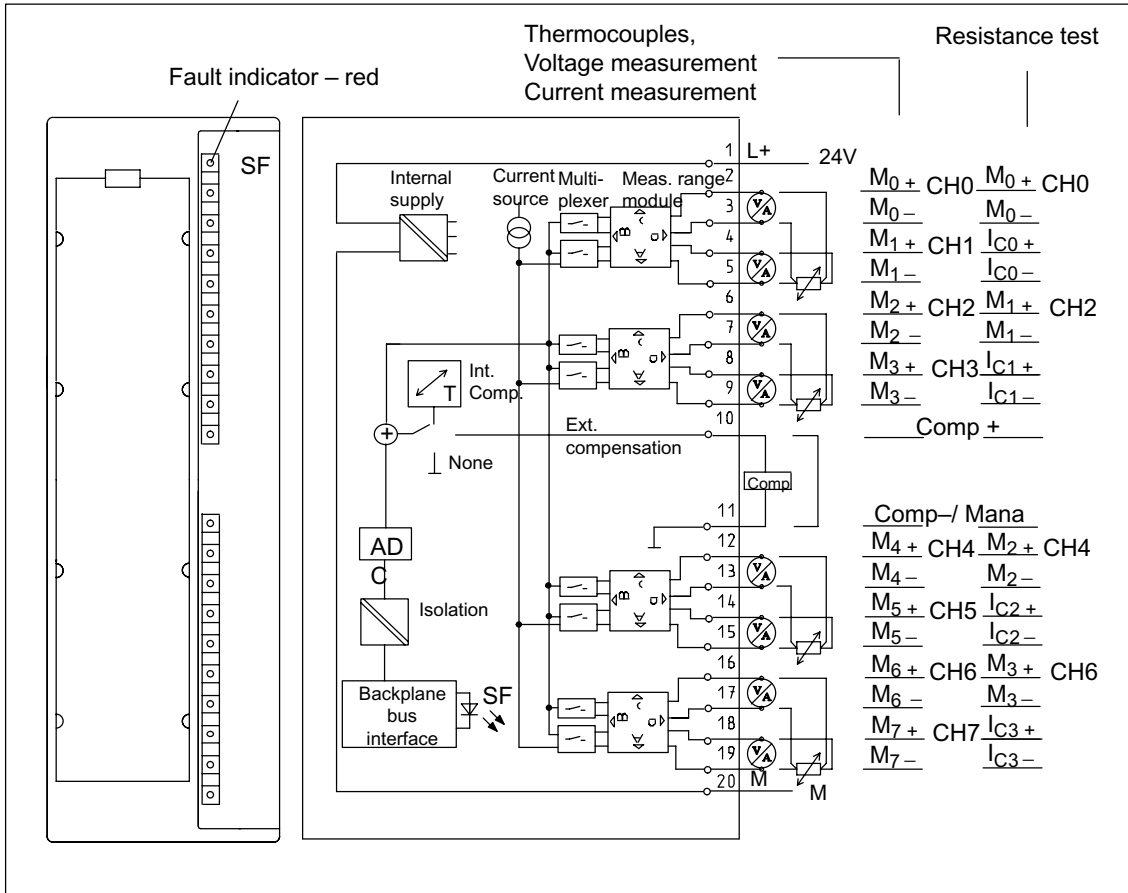 Thermocouples,
Voltage measurement
Current measurement
Resistance test
Fault indicator – red
SF
Internal
supply
Current
source
Multi-
plexer
Meas. range
module
1 L+ 24V
2
3
4
5
6
7
8
9
10
11
12
13
14
15
16
17
18
19
20 M
M
A B C D
A B C D
A B C D
A B C D
V/A
V/A
V/A
V/A
V/A
V/A
V/A
V/A
T
Int.
Comp.
Ext.
compensation
None
Comp
AD
C
Isolation
Backplane
bus
interface
SF
M0 + CH0 M0 + CH0
M0 – M0 –
M1 + CH1 IC0 +
M1 – IC0 –
M2 + CH2 M1 + CH2
M2 – M1 –
M3 + CH3 IC1 +
M3 – IC1 –
Comp +
Comp–/ Mana
M4 + CH4 M2 + CH4
M4 – M2 –
M5 + CH5 IC2 +
M5 – IC2 –
M6 + CH6 M3 + CH6
M6 – M3 –
M7 + CH7 IC3 +
M7 – IC3 –